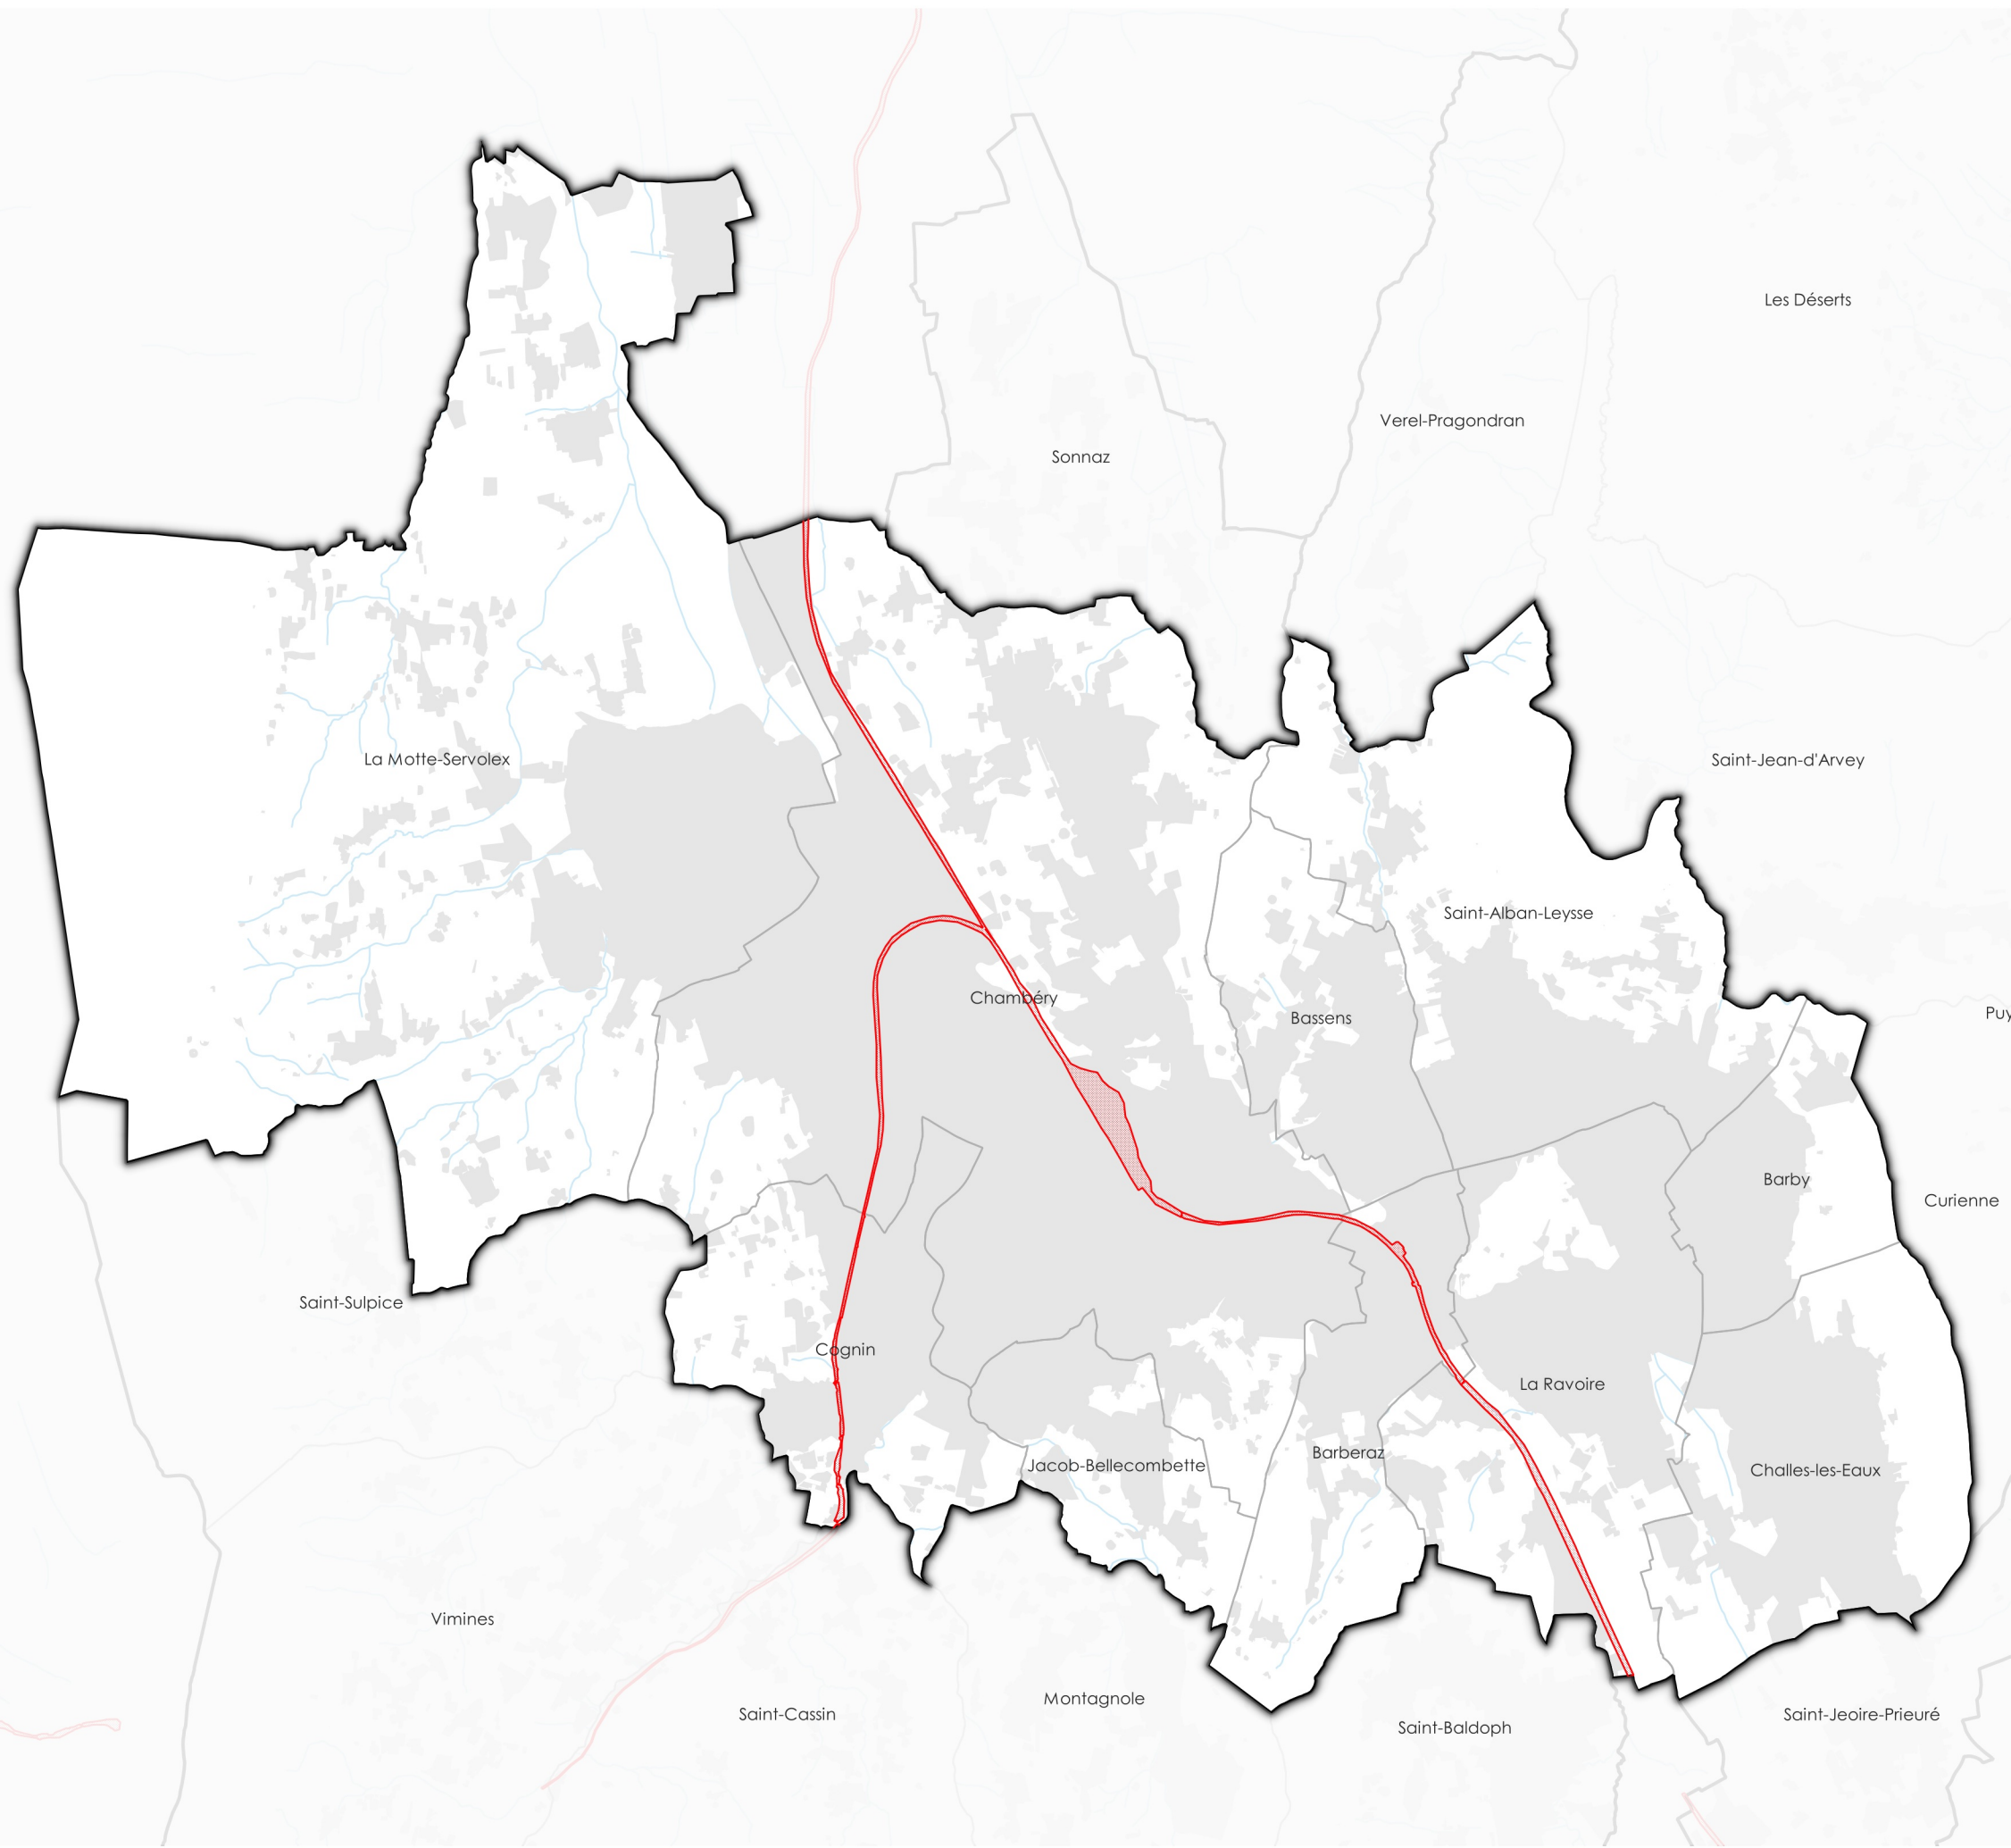 Les Déserts
Verel-Pragondran
Sonnaz
La Motte-Servolex
Saint-Jean-d'Arvey
Saint-Alban-Leysse
Chambéry
Bassens
Puy
Barby
Curienne
Saint-Sulpice
Cognin
La Ravoire
Barberaz
Jacob-Bellecombette
Challes-les-Eaux
Vimines
Montagnole
Saint-Cassin
Saint-Jeoire-Prieuré
Saint-Baldoph